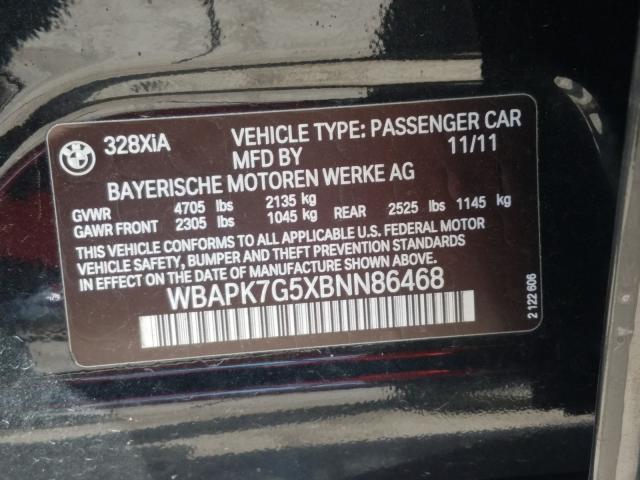 BMW
328XiA VEHICLE TYPE: PASSENGER CAR
MFD BY 11/11
BAYERISCHE MOTOREN WERKE AG
GVWR 4705 lbs 2135 kg
GAWR FRONT 2305 lbs 1045 kg REAR 2525 lbs 1145 kg
THIS VEHICLE CONFORMS TO ALL APPLICABLE U.S. FEDERAL MOTOR
VEHICLE SAFETY, BUMPER AND THEFT PREVENTION STANDARDS
IN EFFECT ON THE DATE OF MANUFACTURE SHOWN ABOVE.
WBAPK7G5XBNN86468
2 122 606